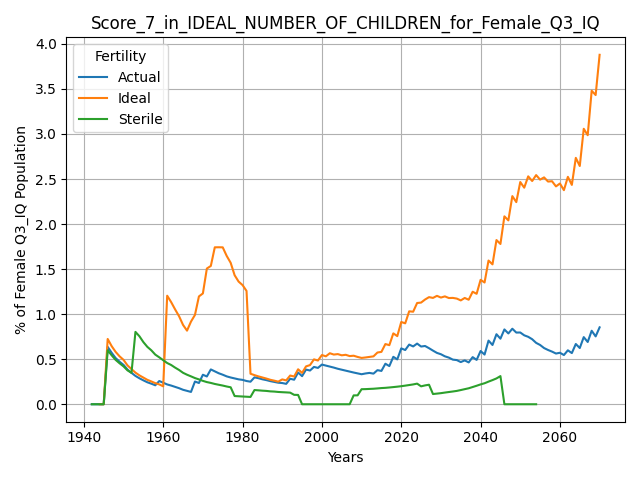 Score_7_in_IDEAL_NUMBER_OF_CHILDREN_for_Female_Q3_IQ
Fertility
Actual
Ideal
Sterile
% of Female Q3_IQ Population
4.0
3.5
3.0
2.5
2.0
1.5
1.0
0.5
0.0
1940 1960 1980 2000 2020 2040 2060
Years